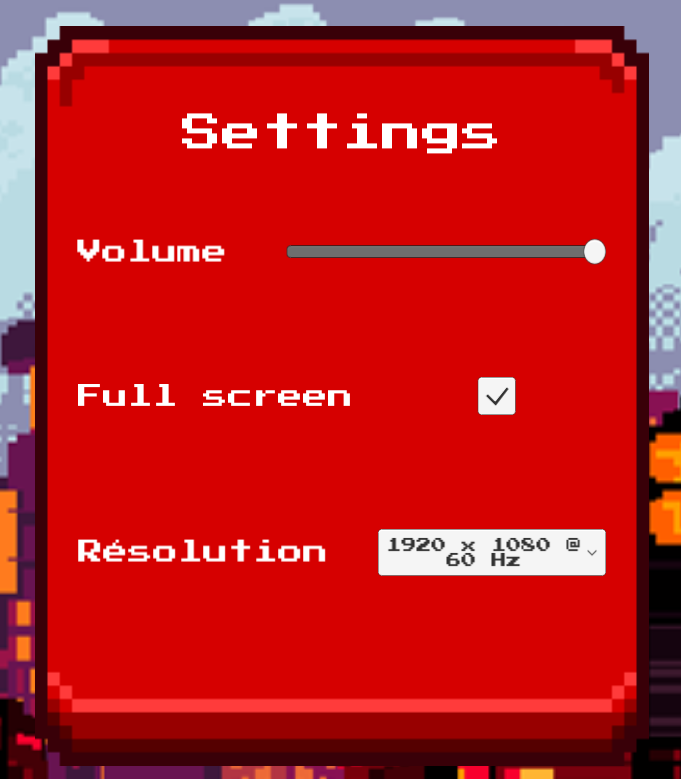 Settings
Volume
Full screen
Résolution
1920 x 1080 @
60 Hz